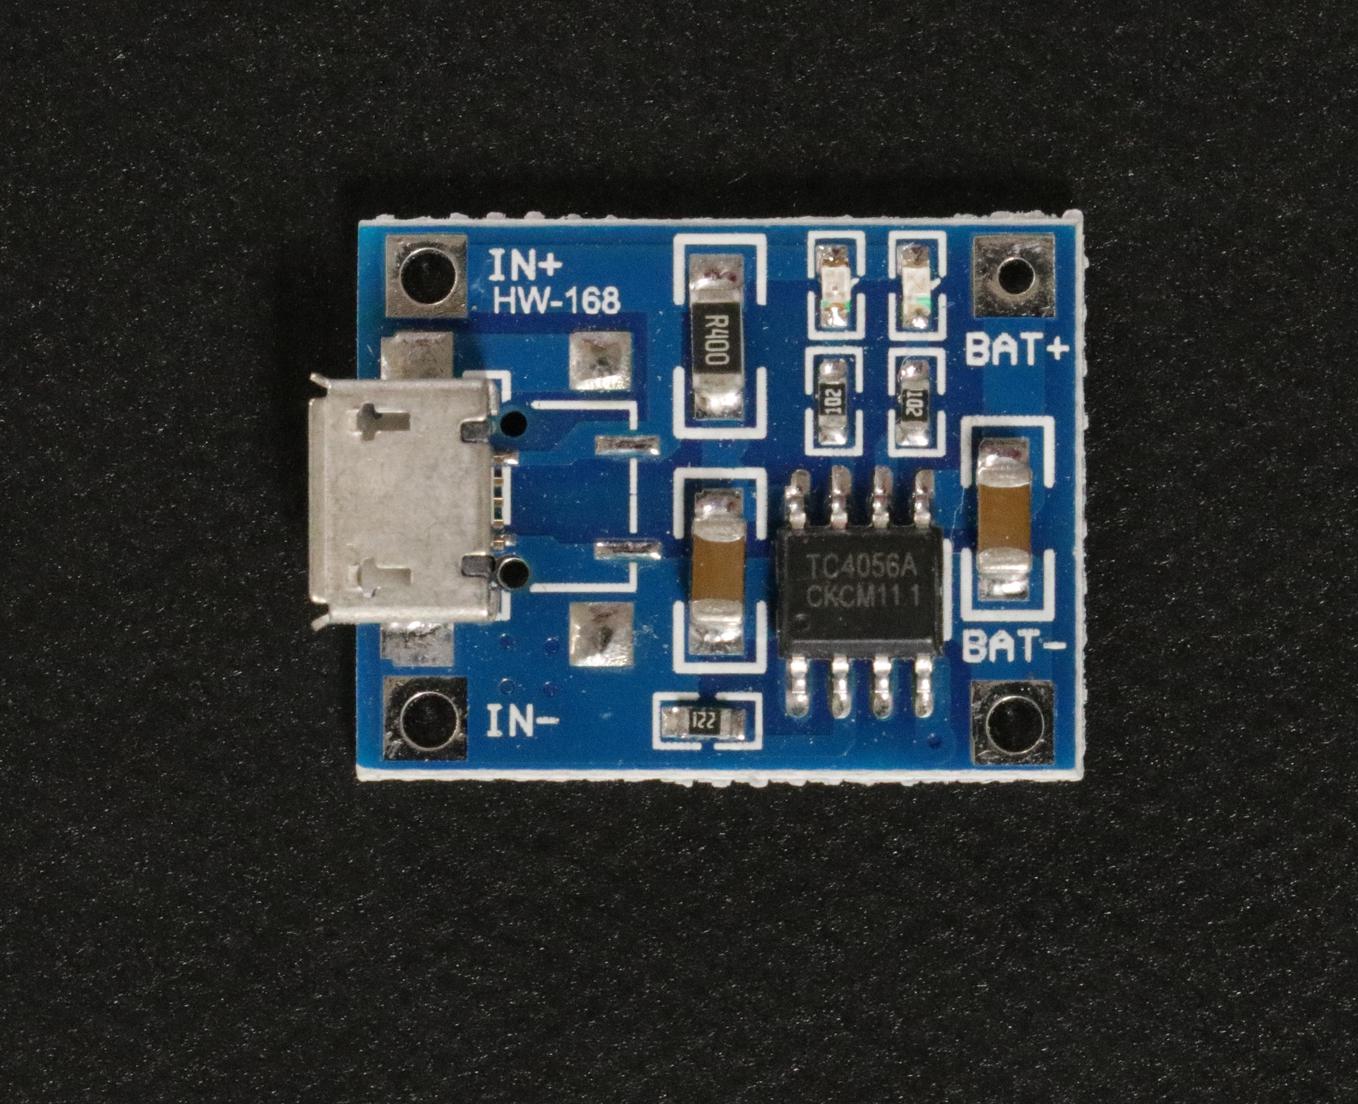 IN+
HW-168
R400
102
102
BAT+
TC4056A
CKCM11 1
BAT-
122
IN-